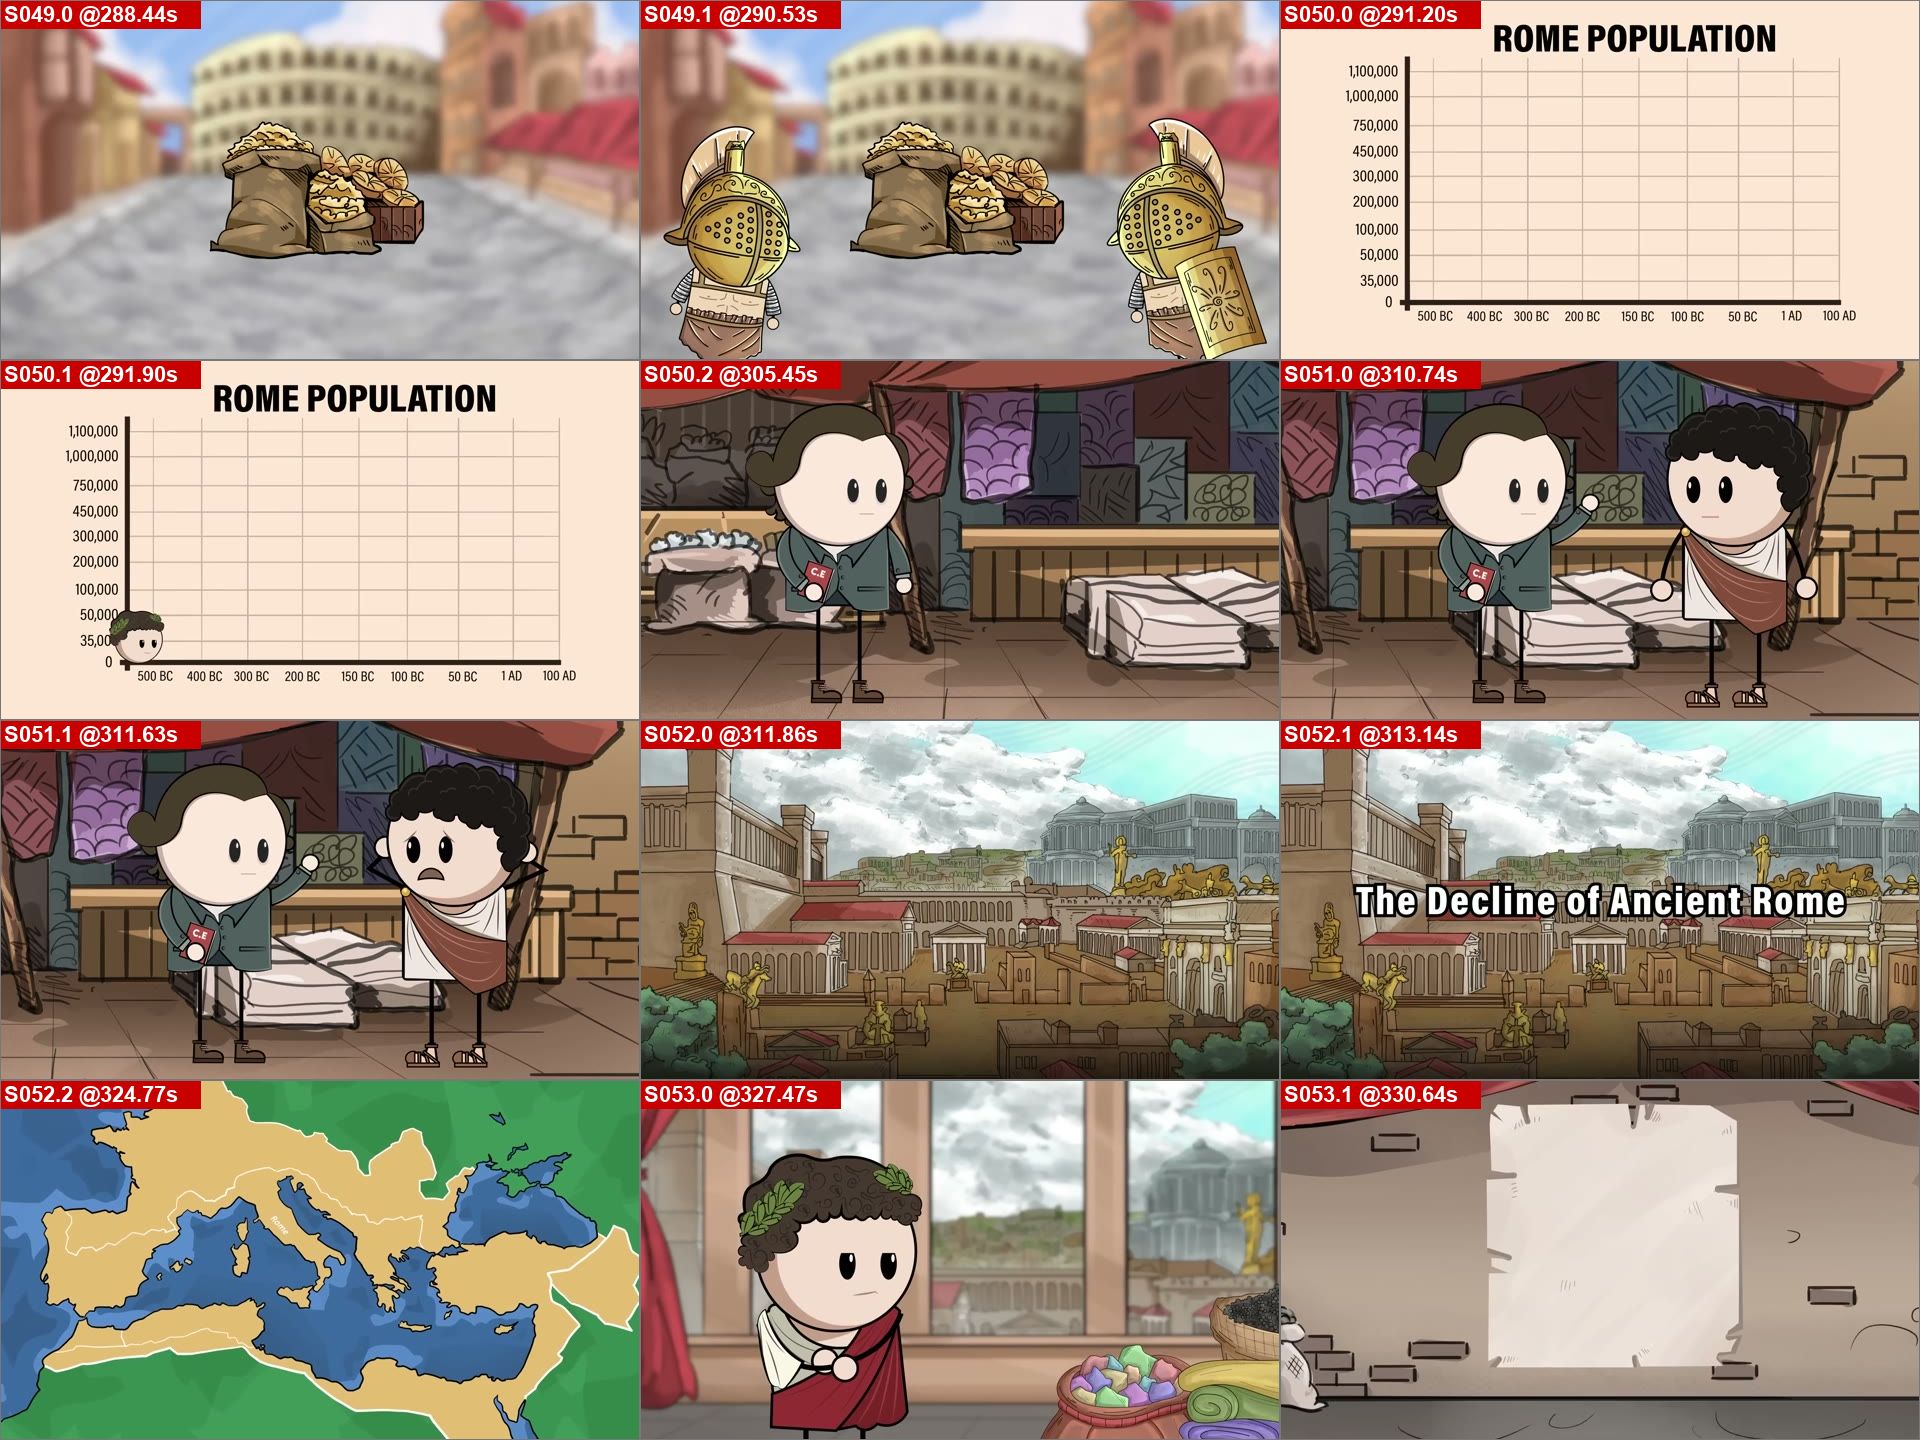 S049.0 @288.44s
S049.1 @290.53s
S050.0 @291.20s
ROME POPULATION
1,100,000
1,000,000
750,000
450,000
300,000
200,000
100,000
50,000
35,000
0
500 BC 400 BC 300 BC 200 BC 150 BC 100 BC 50 BC 1 AD 100 AD
S050.1 @291.90s
ROME POPULATION
1,100,000
1,000,000
750,000
450,000
300,000
200,000
100,000
50,000
35,00
0
500 BC 400 BC 300 BC 200 BC 150 BC 100 BC 50 BC 1 AD 100 AD
S050.2 @305.45s
C.E
S051.0 @310.74s
C.E
S051.1 @311.63s
C.E
S052.0 @311.86s
S052.1 @313.14s
The Decline of Ancient Rome
S052.2 @324.77s
Rome
S053.0 @327.47s
S053.1 @330.64s